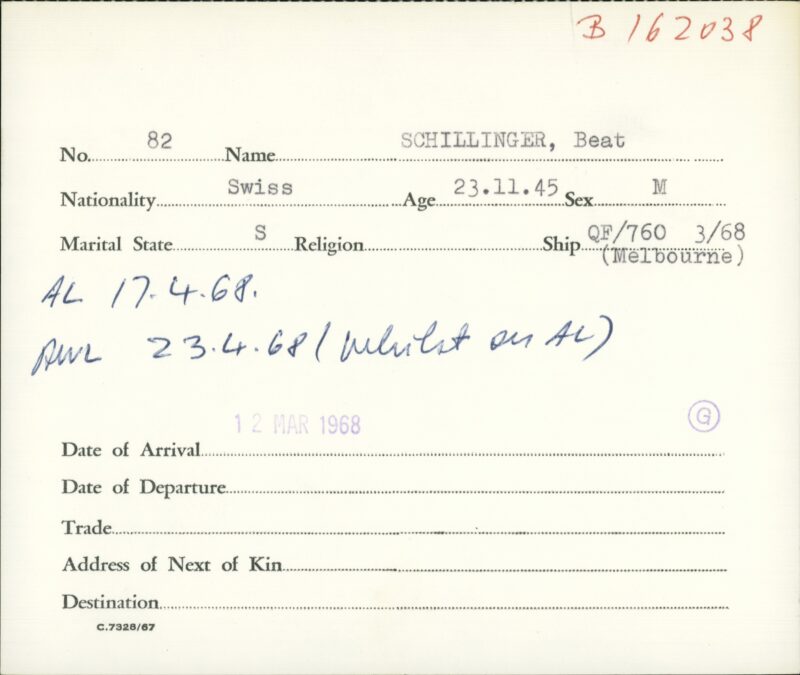 B 162038
No. 82 Name SCHILLINGER, Beat
Nationality Swiss Age 23.11.45 Sex M
Marital State S Religion Ship QF/760 3/68
(Melbourne)
AL 17.4.68.
AWL 23.4.68 (whilst on AL)
12 MAR 1968
G
Date of Arrival
Date of Departure
Trade
Address of Next of Kin
Destination
C.7328/67